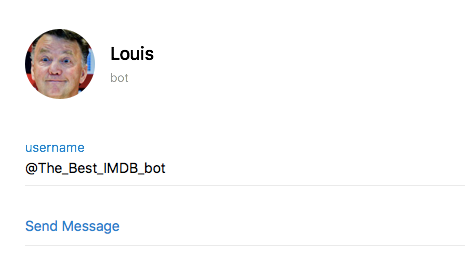 Louis
bot
username
@The_Best_IMDB_bot
Send Message